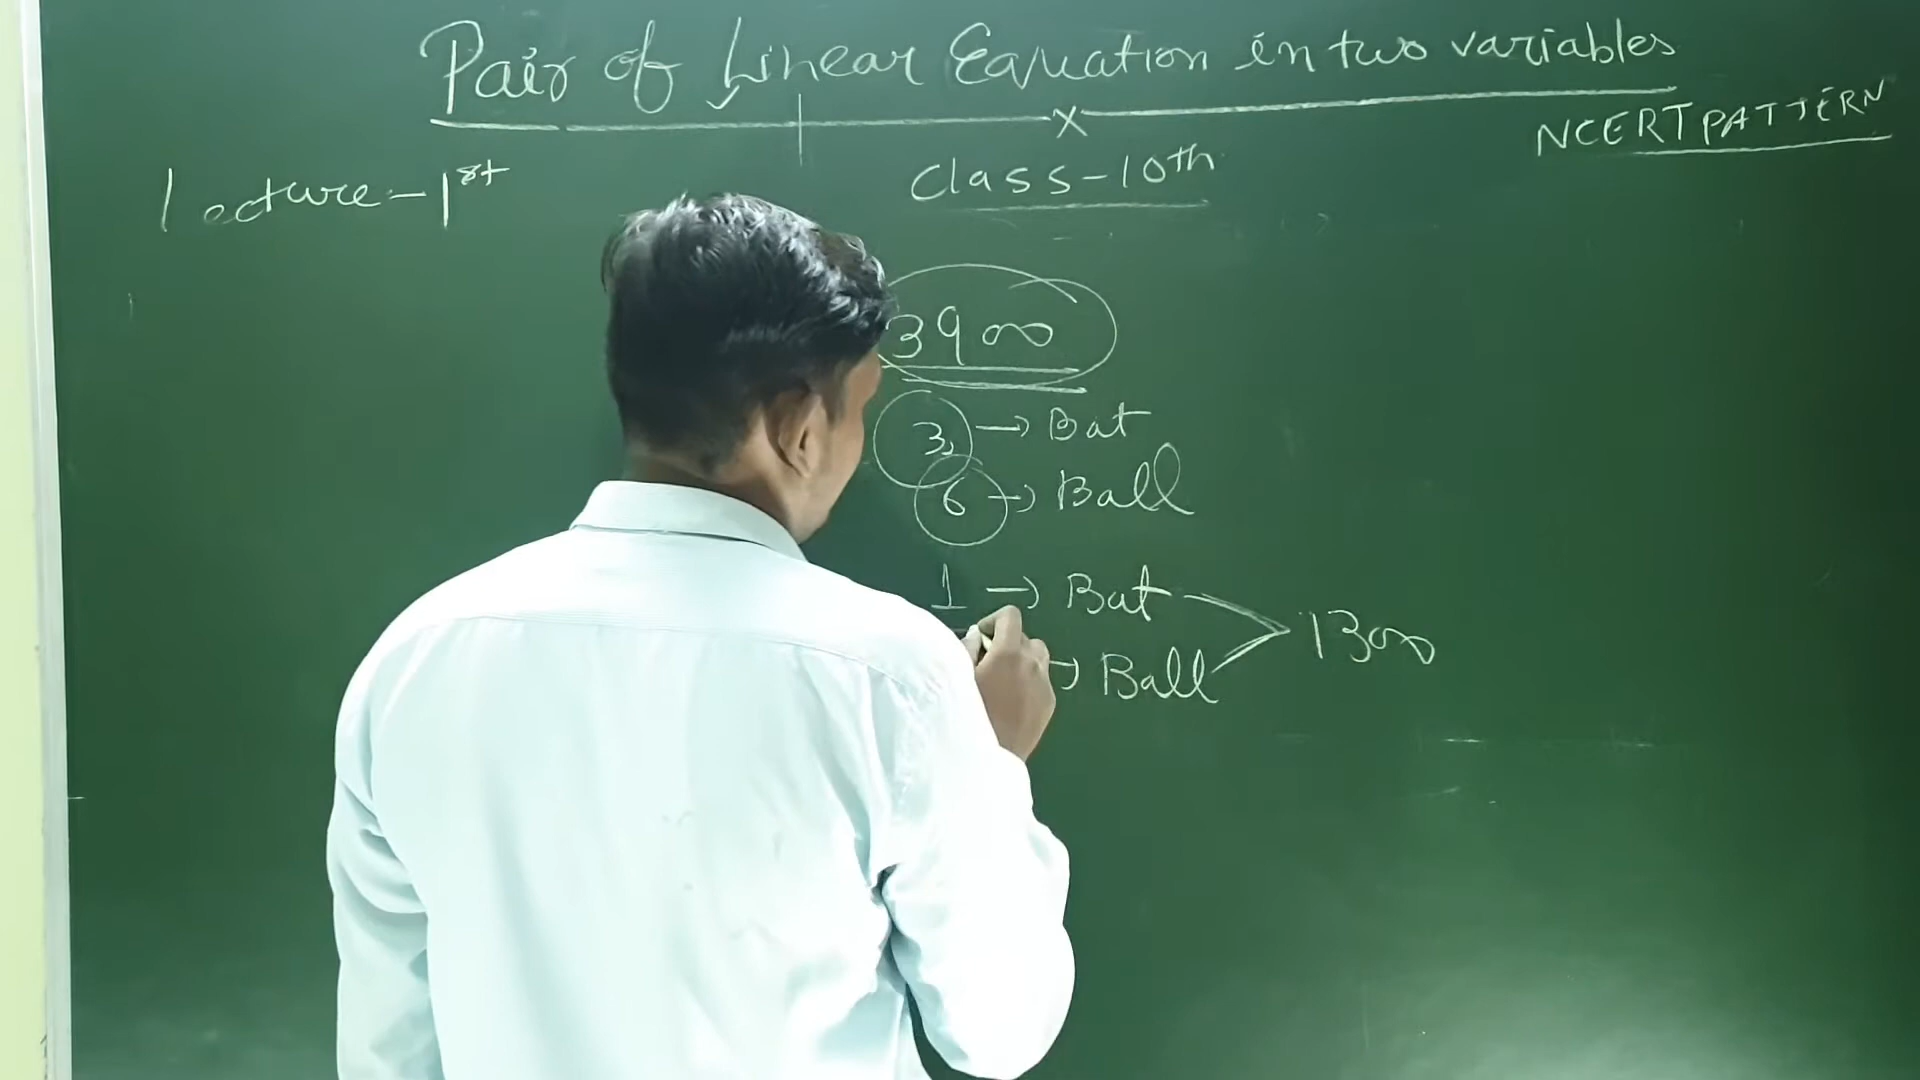 Pair of Linear Equation in two variables
x
NCERT PATTERN
Class-10th
Lecture-1st
3900
3 → Bat
6 → Ball
1 → Bat
→ Ball
1300